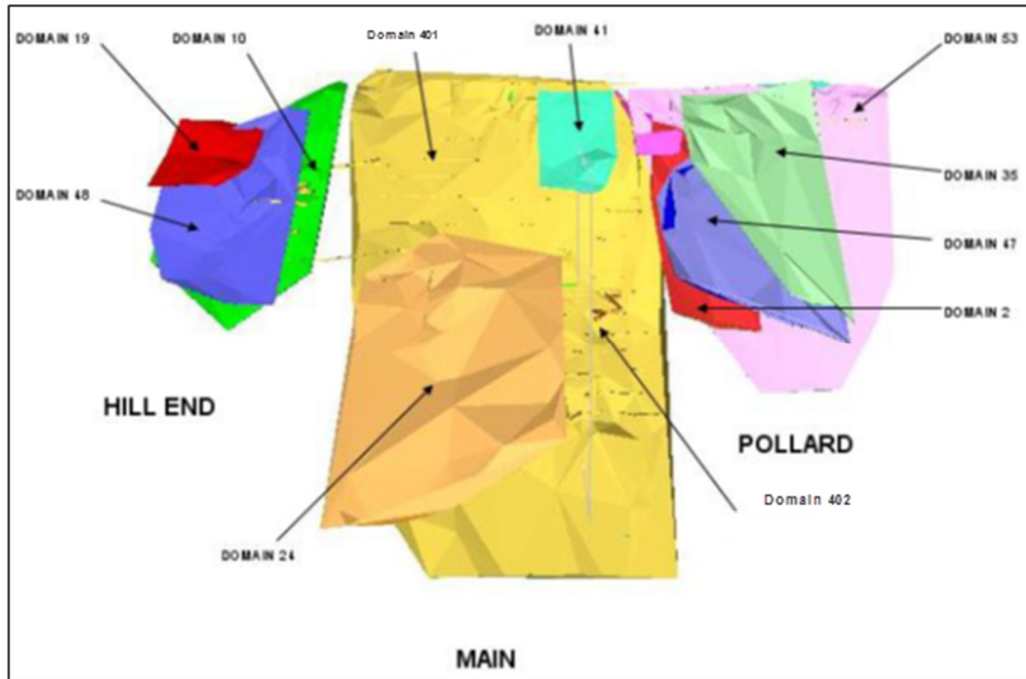 DOMAIN 19
DOMAIN 10
Domain 401
DOMAIN 41
DOMAIN 53
DOMAIN 35
DOMAIN 48
DOMAIN 47
DOMAIN 2
HILL END
POLLARD
Domain 402
DOMAIN 24
MAIN